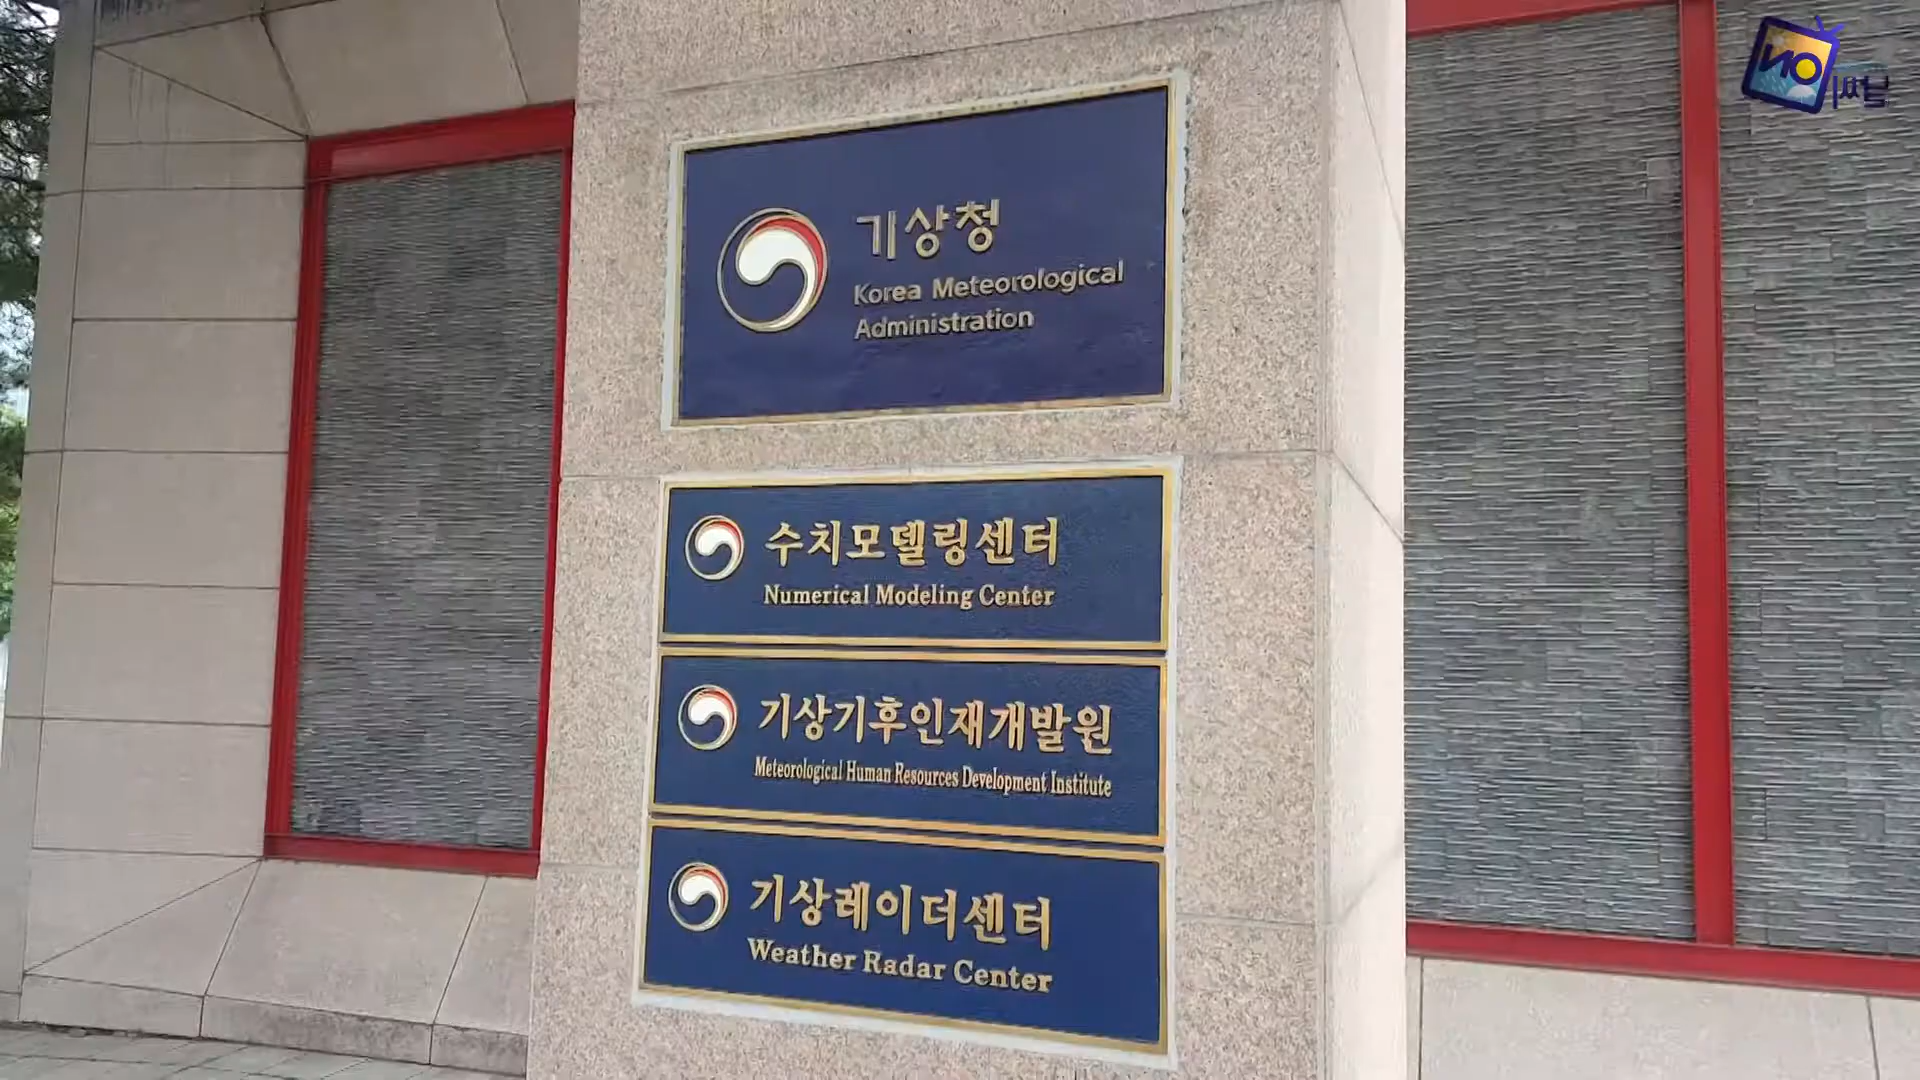 기상청
Korea Meteorological
Administration
수치모델링센터
Numerical Modeling Center
기상기후인재개발원
Meteorological Human Resources Development Institute
기상레이더센터
Weather Radar Center